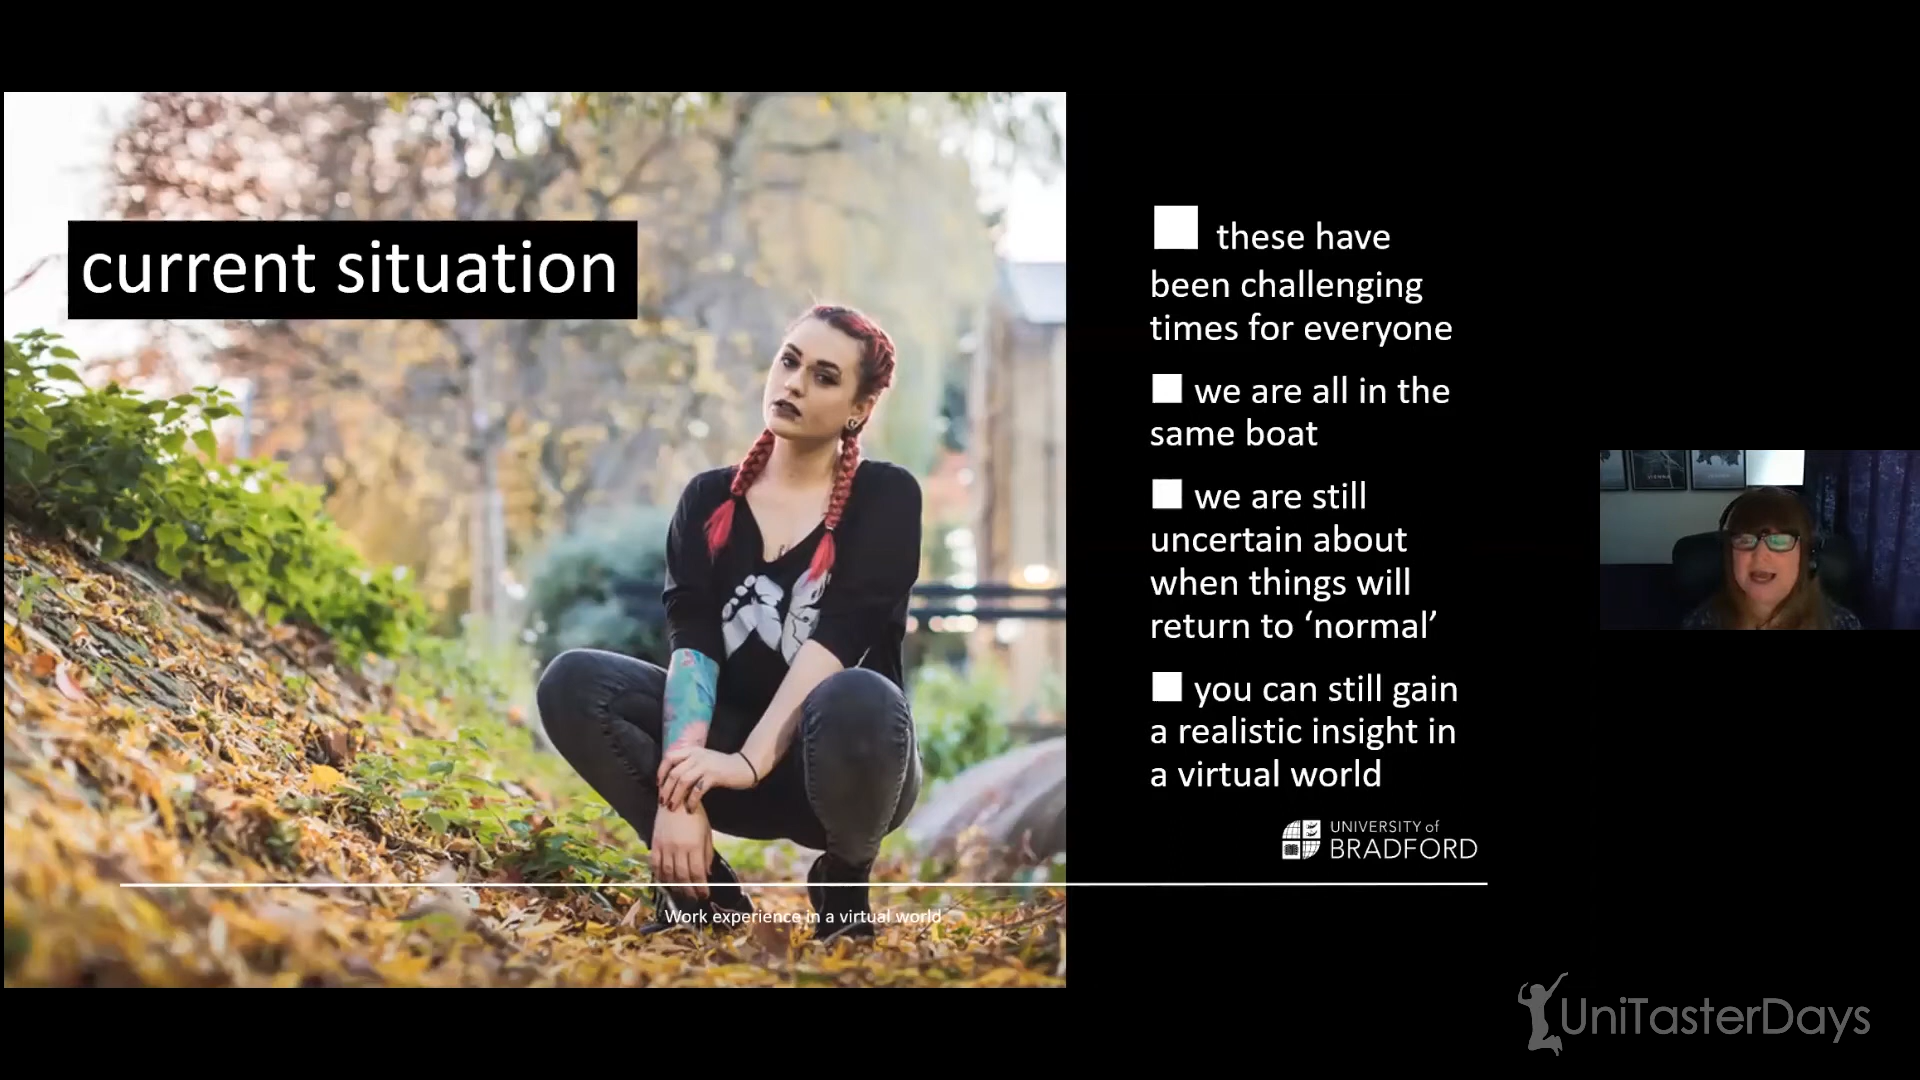 current situation
these have
been challenging
times for everyone
we are all in the
same boat
we are still
uncertain about
when things will
return to ‘normal’
you can still gain
a realistic insight in
a virtual world
UNIVERSITY of
BRADFORD
Work experience in a virtual world
UniTasterDays